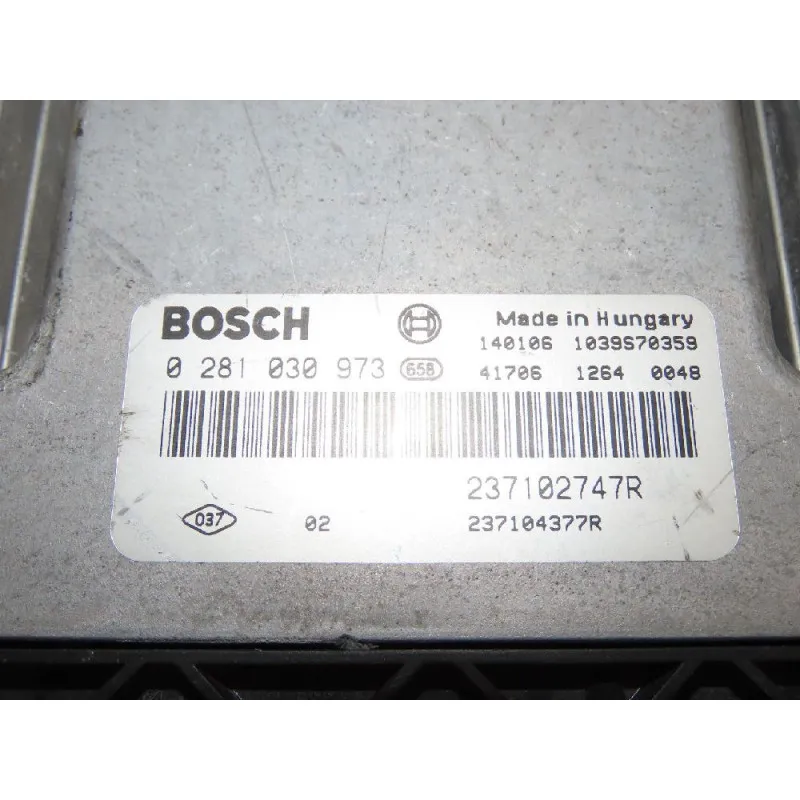 BOSCH
Made in Hungary
140106 1039S70359
0 281 030 973 658
41706 1264 0048
237102747R
037 02 237104377R